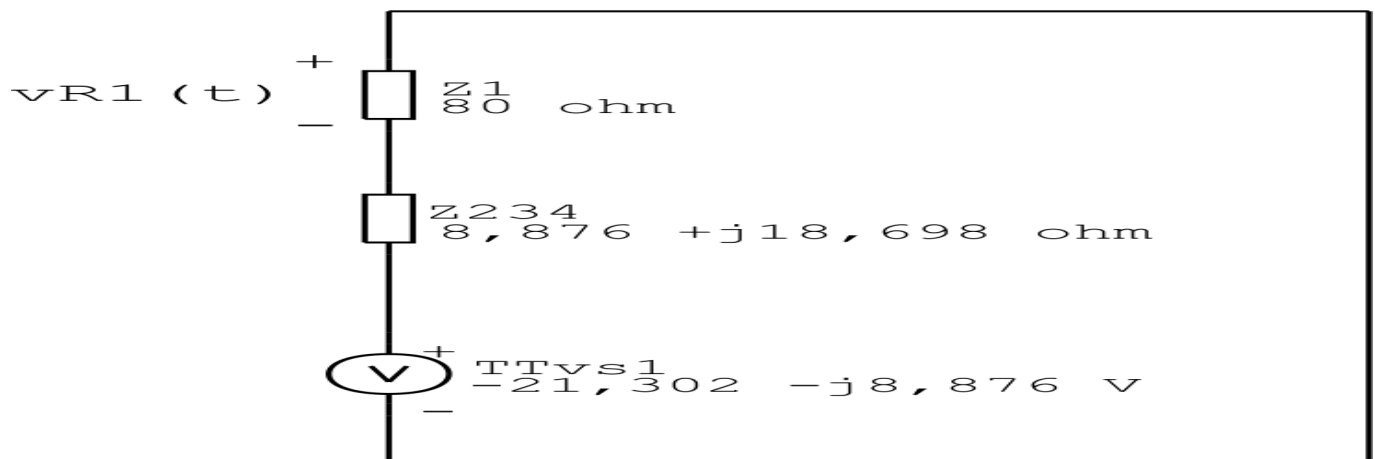 +
vR1(t)
Z1
80 ohm
−
Z234
8,876 +j18,698 ohm
+
V
TTvs1
-21,302 -j8,876 V
−